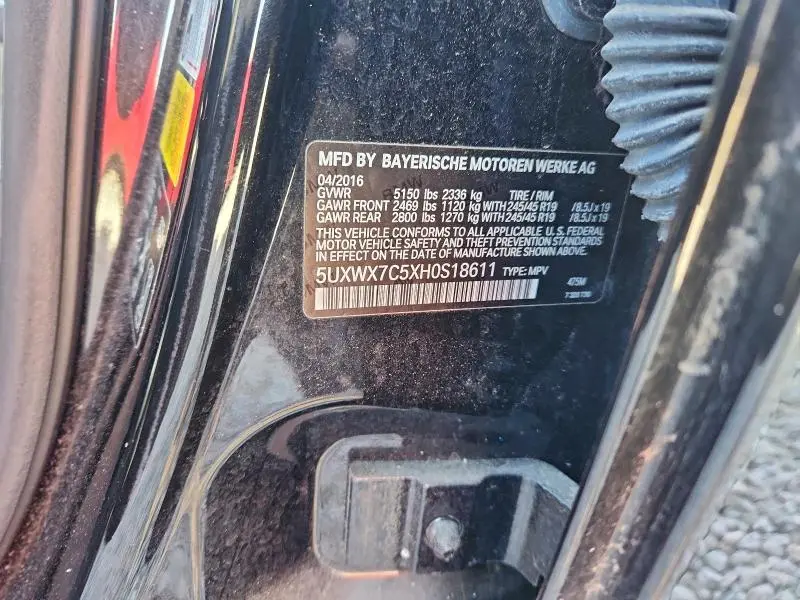 MFD BY BAYERISCHE MOTOREN WERKE AG
04/2016
GVWR 5150 lbs 2336 kg TIRE / RIM
GAWR FRONT 2469 lbs 1120 kg WITH 245/45 R19 /8.5J x 19
GAWR REAR 2800 lbs 1270 kg WITH 245/45 R19 /8.5J x 19
THIS VEHICLE CONFORMS TO ALL APPLICABLE U. S. FEDERAL
MOTOR VEHICLE SAFETY AND THEFT PREVENTION STANDARDS
IN EFFECT ON THE DATE OF MANUFACTURE SHOWN ABOVE.
5UXWX7C5XH0S18611 TYPE: MPV
475M